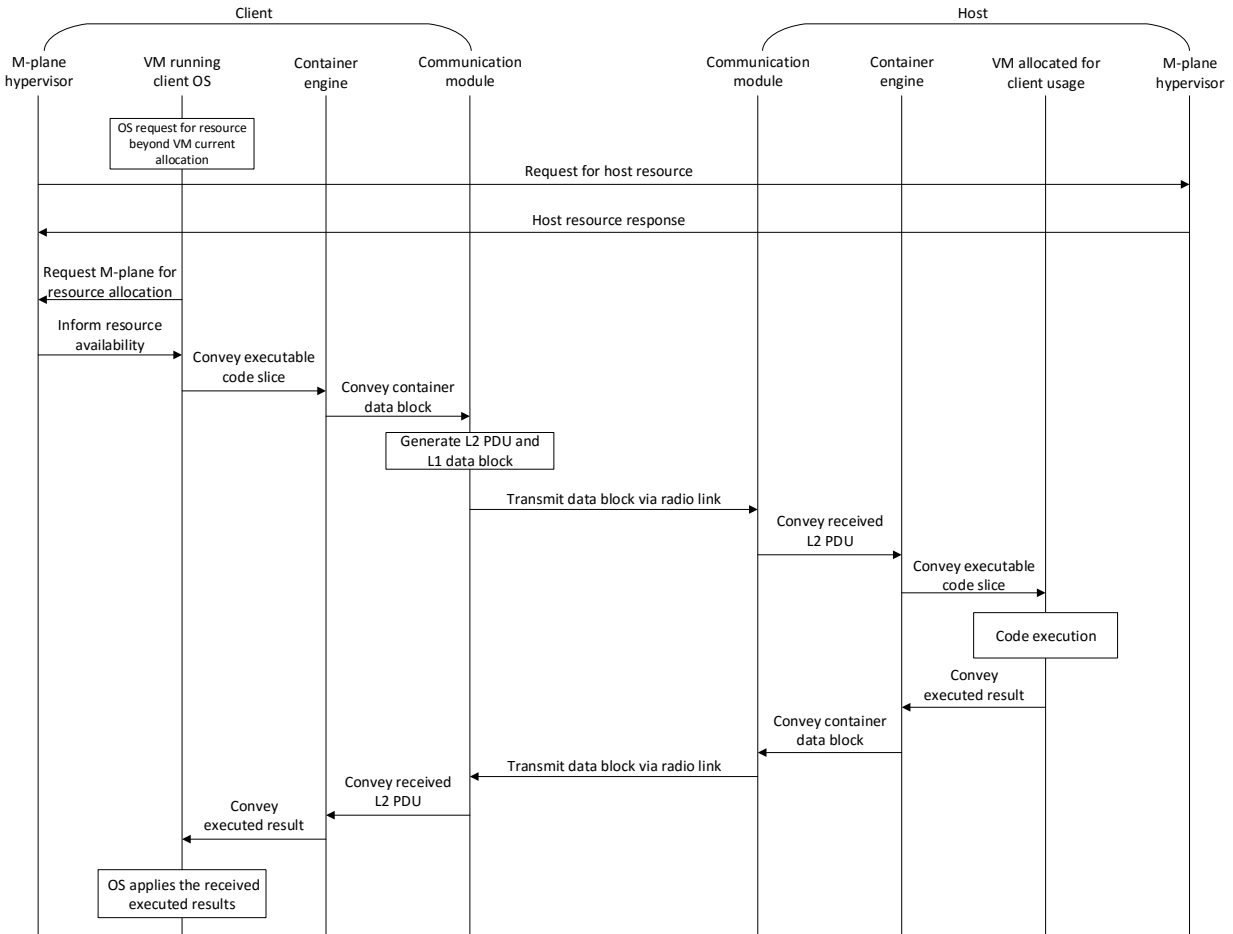 Client
Host
M-plane
hypervisor
VM running
client OS
Container
engine
Communication
module
Communication
module
Container
engine
VM allocated for
client usage
M-plane
hypervisor
OS request for resource
beyond VM current
allocation
Request for host resource
Host resource response
Request M-plane for
resource allocation
Inform resource
availability
Convey executable
code slice
Convey container
data block
Generate L2 PDU and
L1 data block
Transmit data block via radio link
Convey received
L2 PDU
Convey executable
code slice
Code execution
Convey
executed result
Convey container
data block
Transmit data block via radio link
Convey received
L2 PDU
Convey
executed result
OS applies the received
executed results